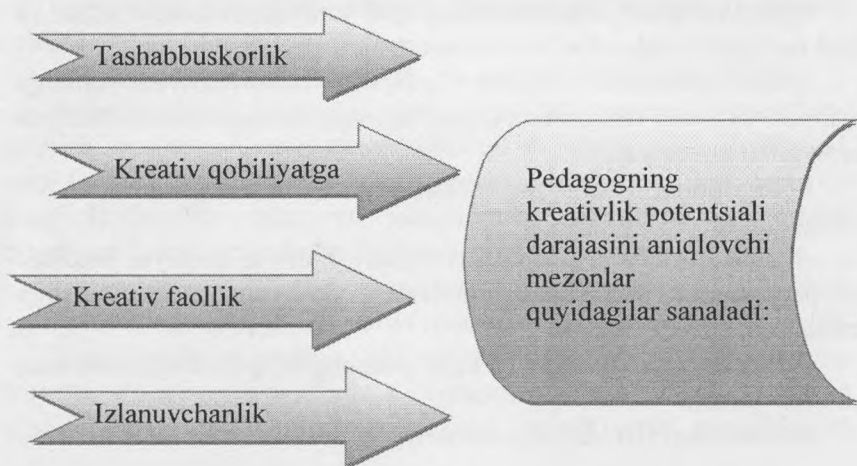 Tashabbuskorlik
Kreativ qobiliyatga
Kreativ faollik
Izlanuvchanlik
Pedagogning
kreativlik potentsiali
darajasini aniqlovchi
mezonlar
quyidagilar sanaladi: